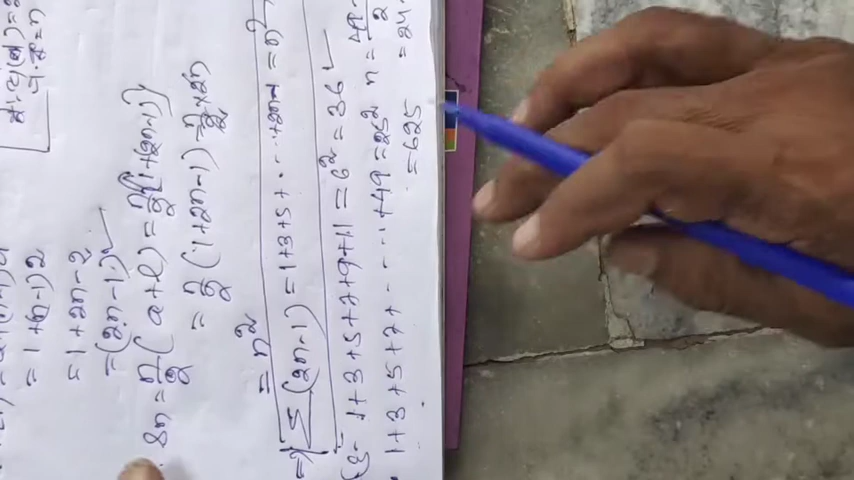 = 1 + (n-1)2
= 1 + 2n - 2
= (2n-1) ✓
Sn = n/2 (a+l) = n/2 (1+2n-1)
= n/2 (1+2n-1) = n/2 × 2n
= n²
⇒ Σ(2n-1) = 1+3+5+ . . . +2n-1 = n²
1+3+5+7+9+11 = 6² = 36 ✓
1+3+5+7+ - - - . . +49 = 25²
= 625